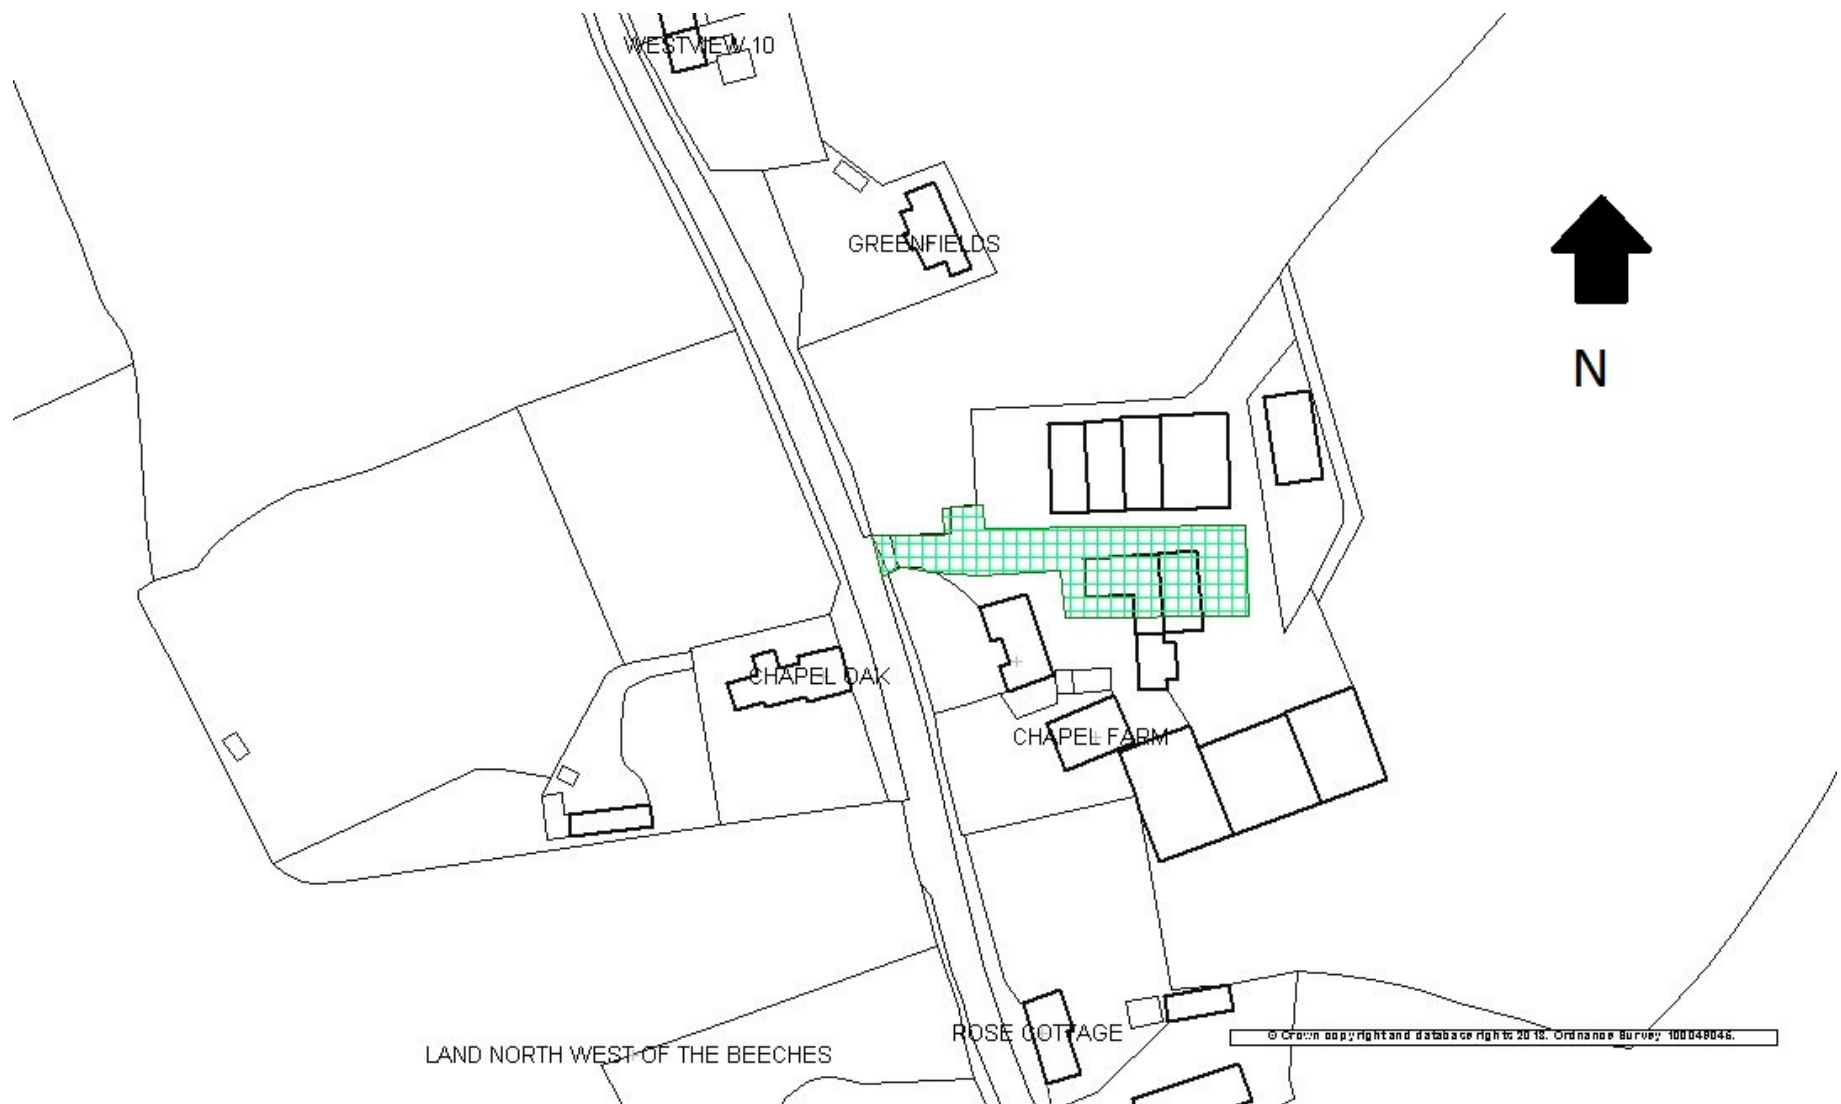 WESTVIEW 10
GREENFIELDS
N
CHAPEL OAK
CHAPEL FARM
ROSE COTTAGE
LAND NORTH WEST OF THE BEECHES
© Crown copyright and database rights 2018. Ordnance Survey 100049046.